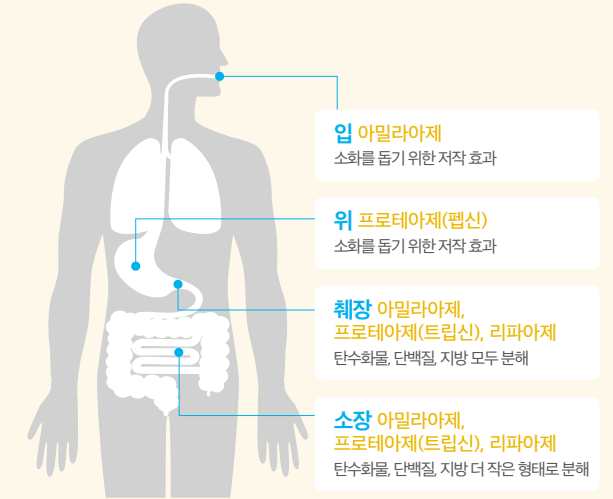 입 아밀라아제
소화를 돕기 위한 저작 효과
위 프로테아제(펩신)
소화를 돕기 위한 저작 효과
췌장 아밀라아제,
프로테아제(트립신), 리파아제
탄수화물, 단백질, 지방 모두 분해
소장 아밀라아제,
프로테아제(트립신), 리파아제
탄수화물, 단백질, 지방 더 작은 형태로 분해